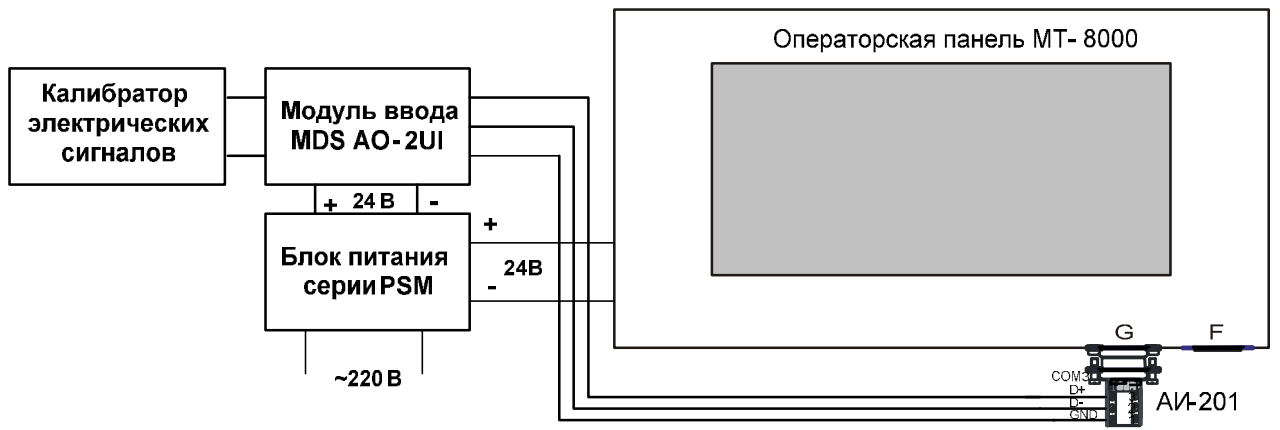 Операторская панель МТ- 8000
Калибратор
электрических
сигналов
Модуль ввода
MDS AO- 2UI
+ 24 В -
Блок питания
серии PSM
+
24В
-
~220 В
G F
COM3
D+
D-
GND
АИ-201